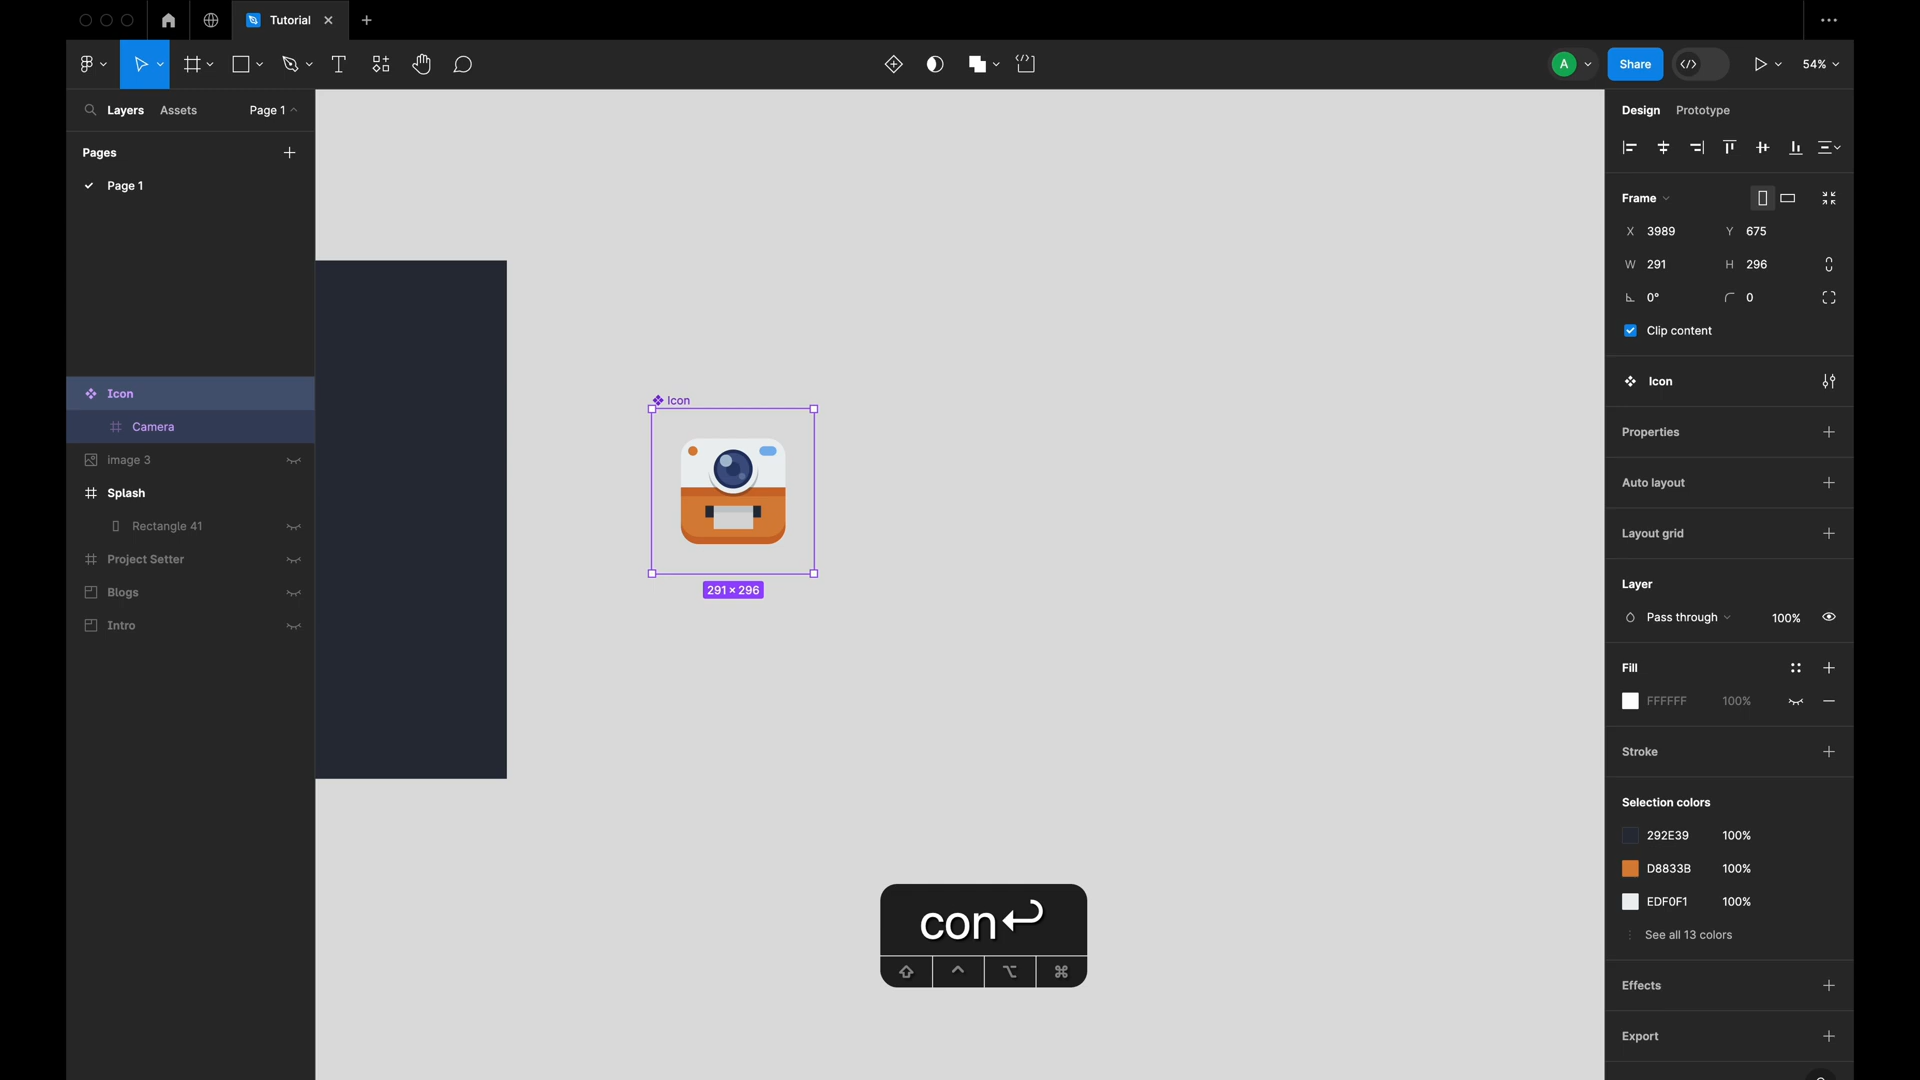 Tutorial
A
Share
54%
Layers
Assets
Page 1
Pages
Page 1
Icon
Camera
image 3
Splash
Rectangle 41
Project Setter
Blogs
Intro
Icon
291 × 296
con
Design
Prototype
Frame
X 3989
Y 675
W 291
H 296
0°
0
Clip content
Icon
Properties
Auto layout
Layout grid
Layer
Pass through
100%
Fill
FFFFFF
100%
Stroke
Selection colors
292E39
100%
D8833B
100%
EDF0F1
100%
See all 13 colors
Effects
Export